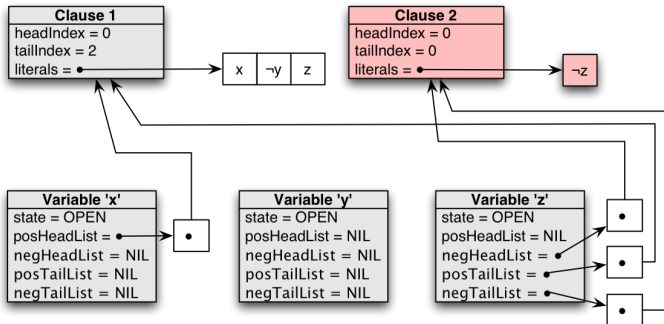 Clause 1
headIndex = 0
tailIndex = 2
literals =
x ¬y z
Clause 2
headIndex = 0
tailIndex = 0
literals =
¬z
Variable 'x'
state = OPEN
posHeadList =
negHeadList = NIL
posTailList = NIL
negTailList = NIL
Variable 'y'
state = OPEN
posHeadList = NIL
negHeadList = NIL
posTailList = NIL
negTailList = NIL
Variable 'z'
state = OPEN
posHeadList = NIL
negHeadList =
posTailList =
negTailList =